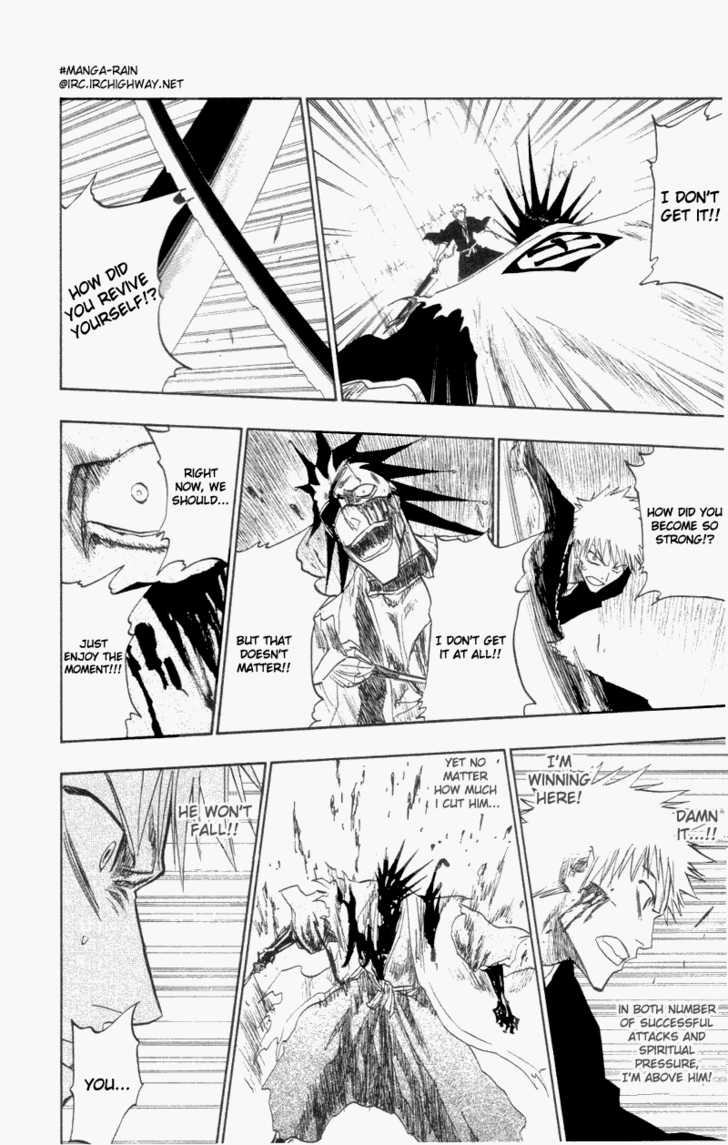 #MANGA-RAIN
@IRC.IRCHIGHWAY.NET
I DON'T
GET IT!!
HOW DID
YOU REVIVE
YOURSELF!?
HOW DID YOU
BECOME SO
STRONG!?
I DON'T GET
IT AT ALL!!
BUT THAT
DOESN'T
MATTER!!
RIGHT
NOW, WE
SHOULD...
JUST
ENJOY THE
MOMENT!!!
DAMN
IT...!!
I'M
WINNING
HERE!
IN BOTH NUMBER
OF SUCCESSFUL
ATTACKS AND
SPIRITUAL
PRESSURE,
I'M ABOVE HIM!
YET NO
MATTER
HOW MUCH
I CUT HIM...
HE WON'T
FALL!!
YOU...